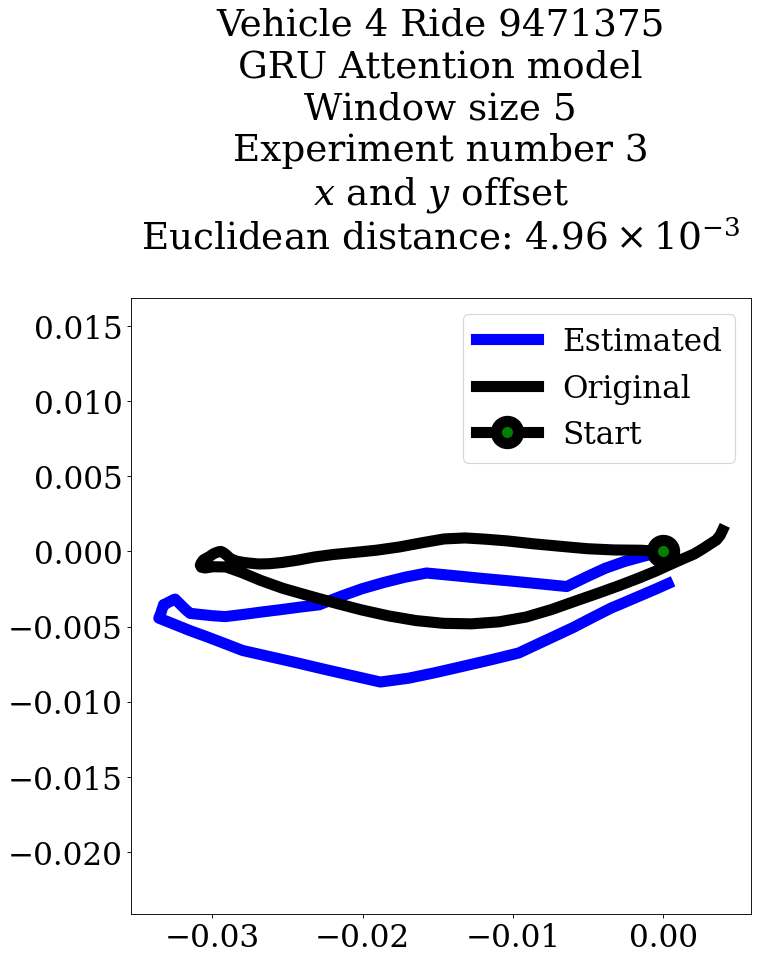 Vehicle 4 Ride 9471375
GRU Attention model
Window size 5
Experiment number 3
x and y offset
Euclidean distance: 4.96 × 10⁻³
Estimated
Original
Start
0.015
0.010
0.005
0.000
−0.005
−0.010
−0.015
−0.020
−0.03
−0.02
−0.01
0.00